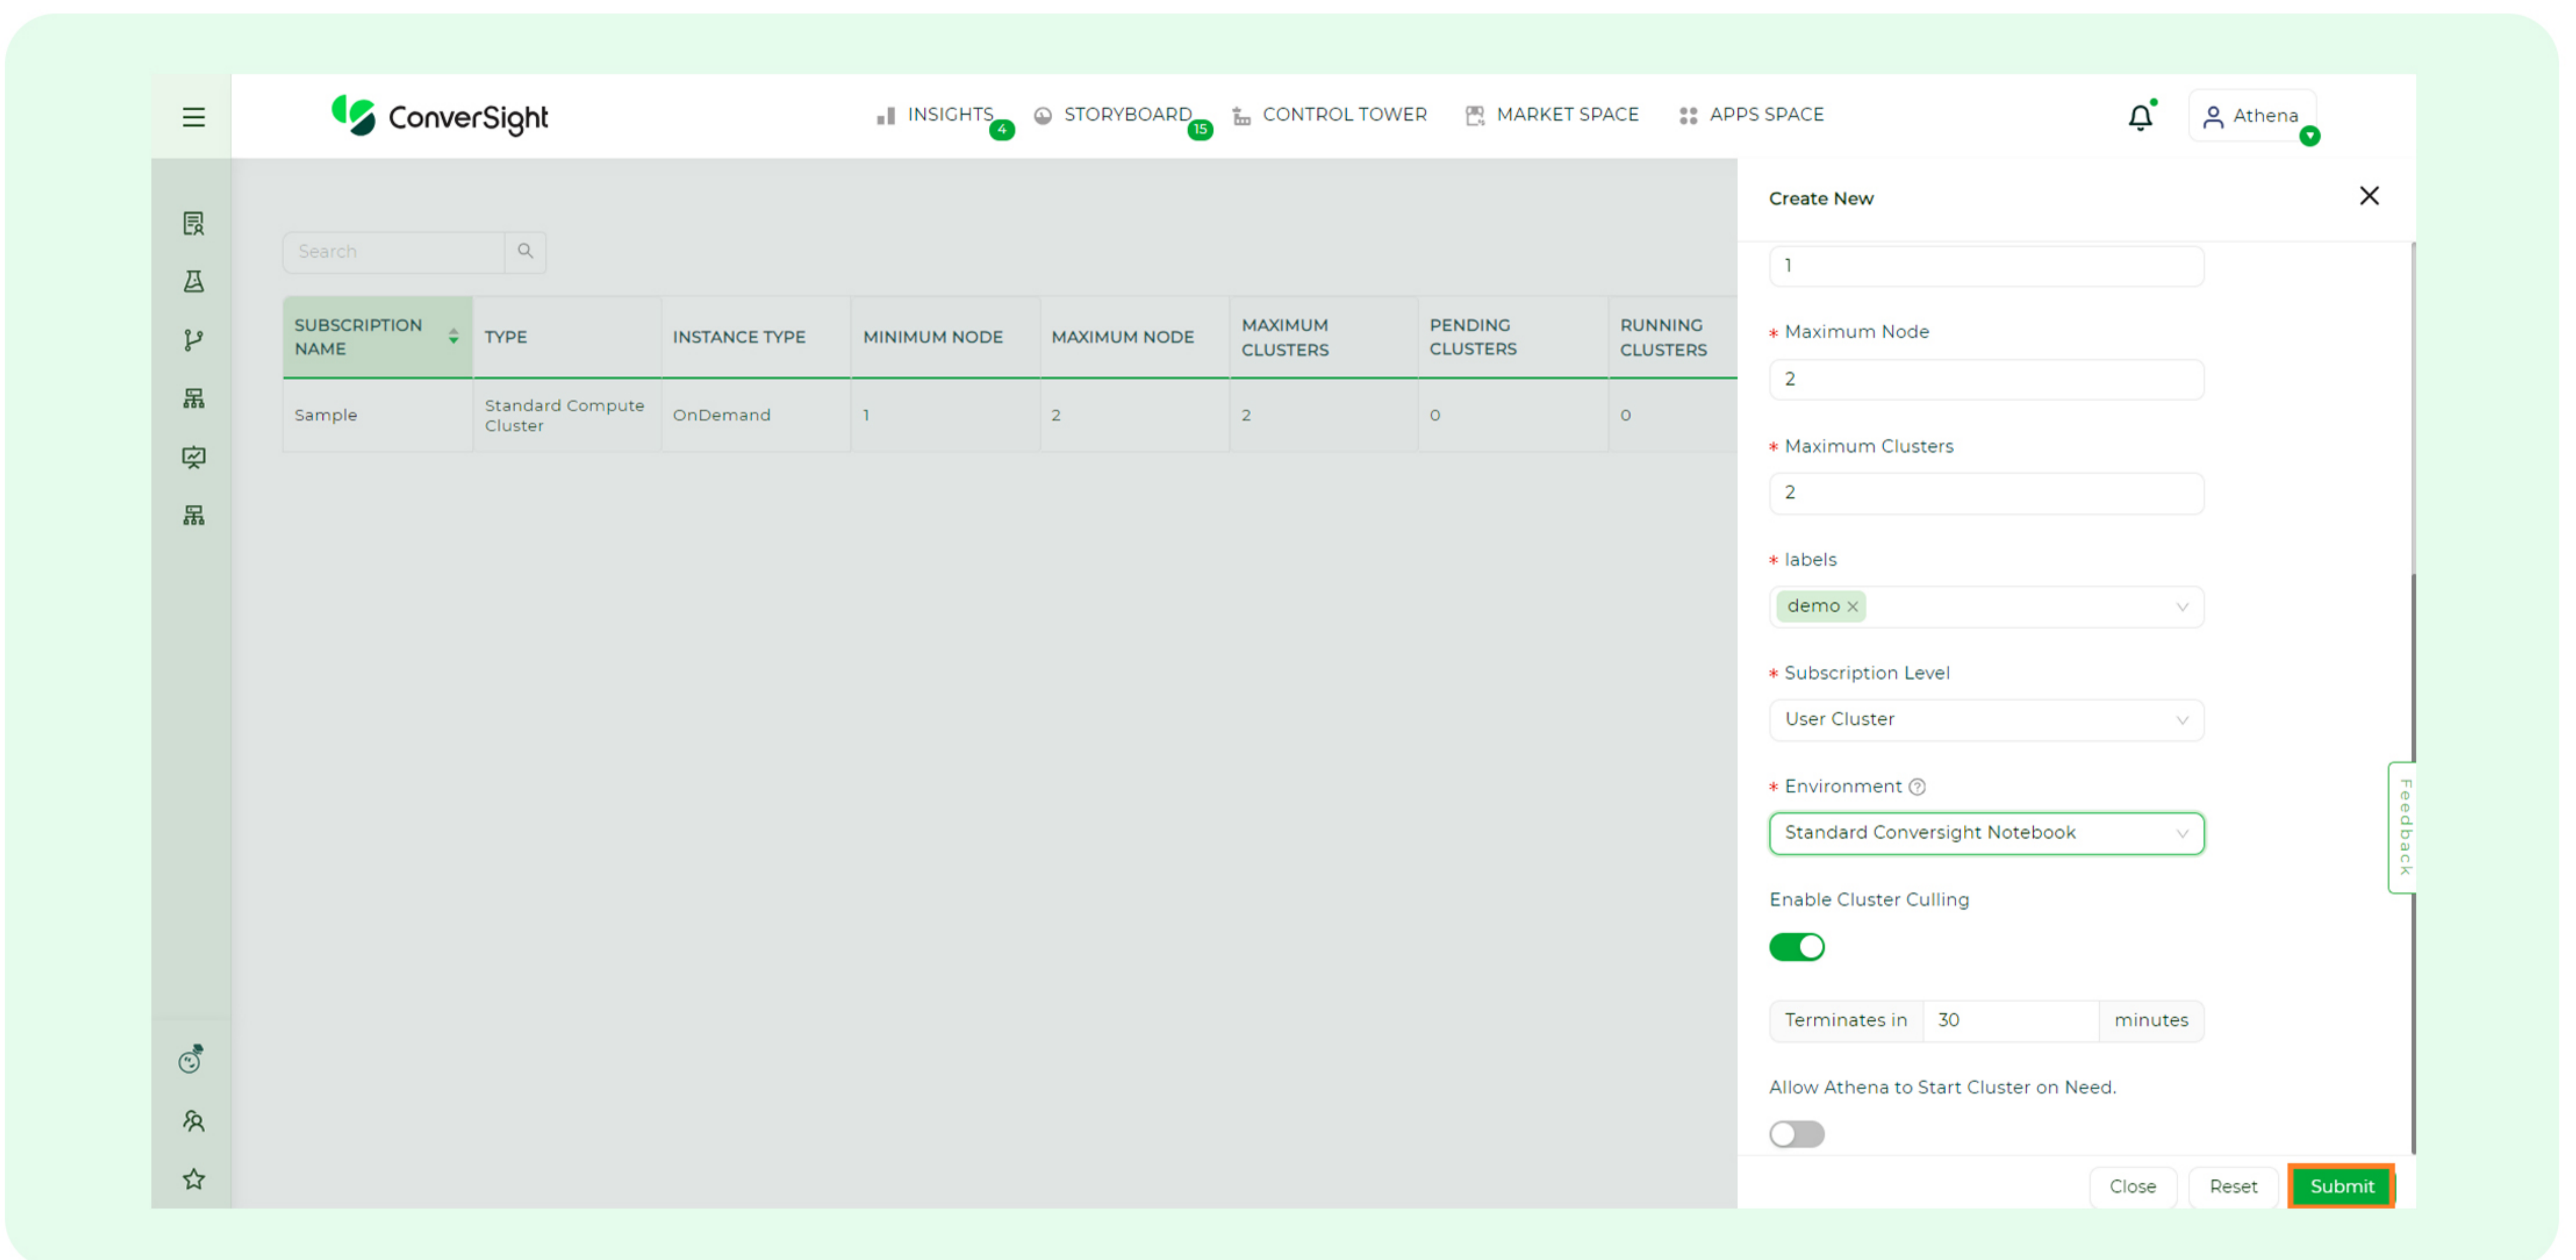 ConverSight
INSIGHTS 4
STORYBOARD 15
CONTROL TOWER
MARKET SPACE
APPS SPACE
Athena
Search
SUBSCRIPTION
NAME
TYPE
INSTANCE TYPE
MINIMUM NODE
MAXIMUM NODE
MAXIMUM
CLUSTERS
PENDING
CLUSTERS
RUNNING
CLUSTERS
Sample
Standard Compute
Cluster
OnDemand
1
2
2
0
0
Create New
1
* Maximum Node
2
* Maximum Clusters
2
* labels
demo
* Subscription Level
User Cluster
* Environment
Standard Conversight Notebook
Enable Cluster Culling
Terminates in 30 minutes
Allow Athena to Start Cluster on Need.
Feedback
Close
Reset
Submit